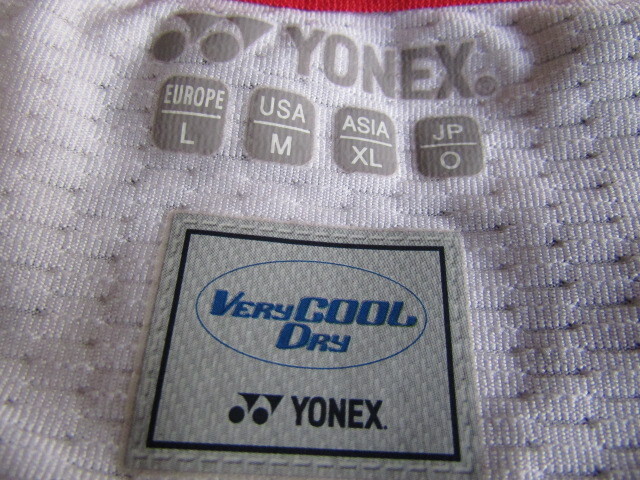 YONEX®
EUROPE USA ASIA JP
L M XL O
VERY COOL
DRY
YONEX.